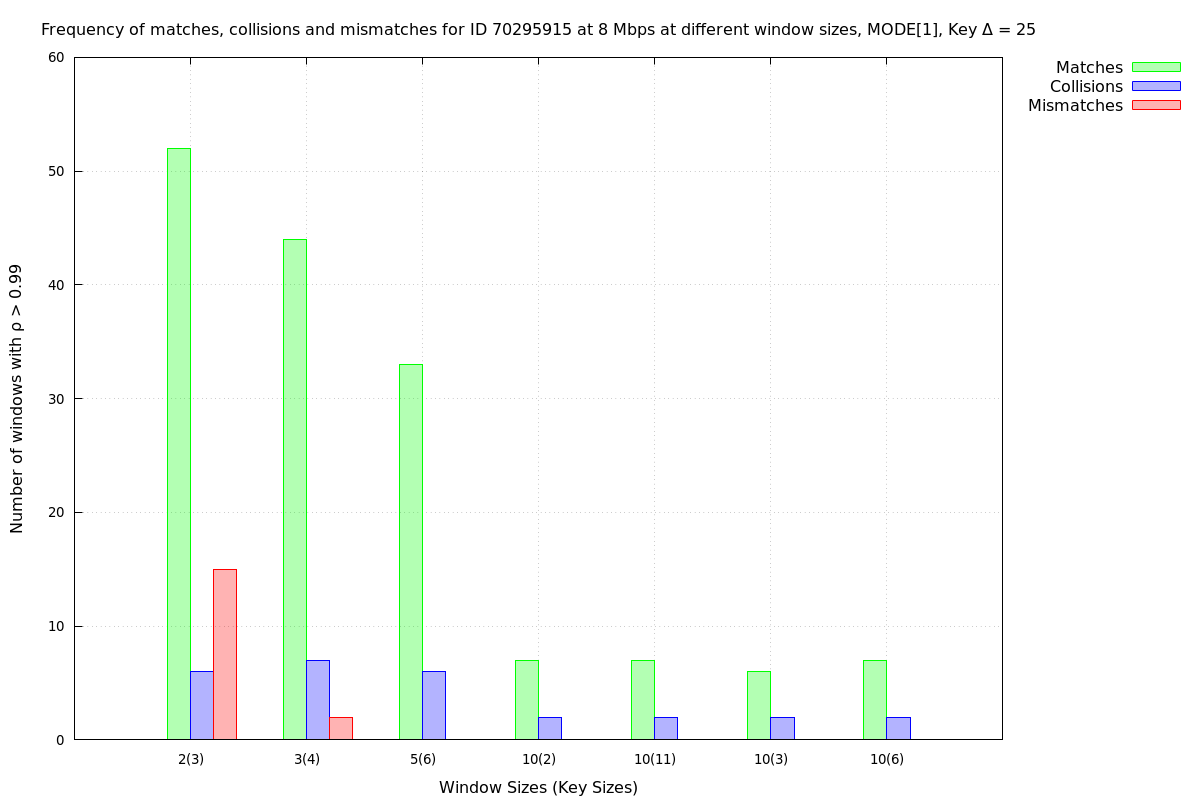 Frequency of matches, collisions and mismatches for ID 70295915 at 8 Mbps at different window sizes, MODE[1], Key Δ = 25
Matches
Collisions
Mismatches
Number of windows with ρ > 0.99
60
50
40
30
20
10
0
2(3) 3(4) 5(6) 10(2) 10(11) 10(3) 10(6)
Window Sizes (Key Sizes)